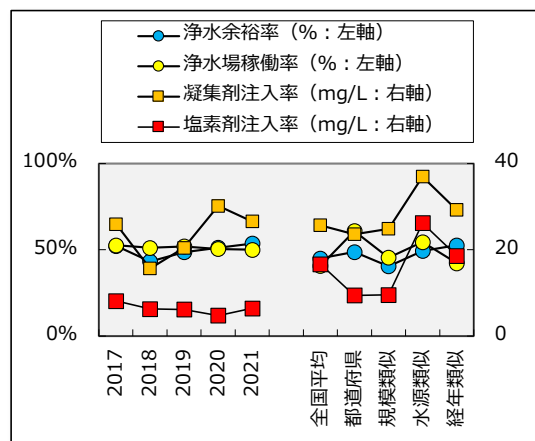 浄水余裕率（％：左軸）
浄水場稼働率（％：左軸）
凝集剤注入率（mg/L：右軸）
塩素剤注入率（mg/L：右軸）
100%
40
50%
20
0%
0
2017
2018
2019
2020
2021
全国平均
都道府県
規模類似
水源類似
経年類似